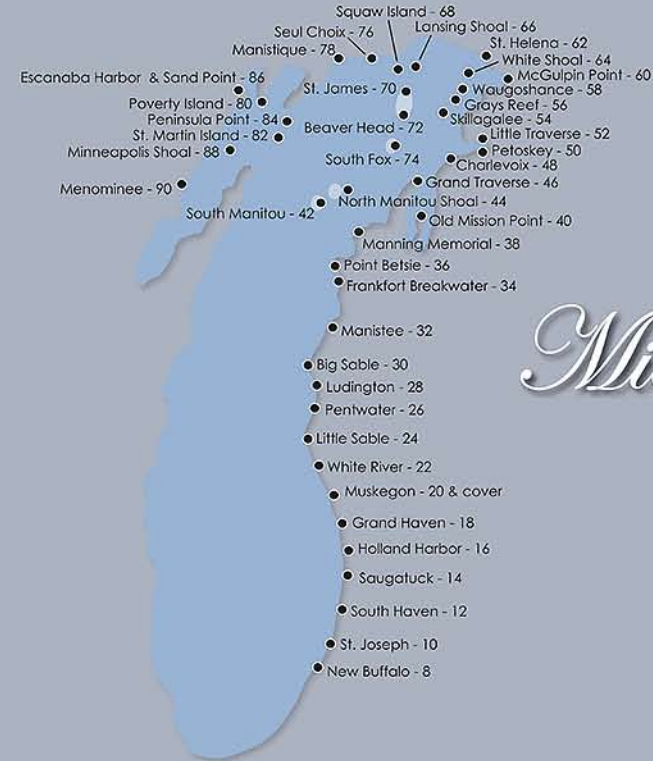 Squaw Island - 68
Lansing Shoal - 66
Seul Choix - 76
St. Helena - 62
Manistique - 78
White Shoal - 64
McGulpin Point - 60
Escanaba Harbor & Sand Point - 86
St. James - 70
Waugoshance - 58
Poverty Island - 80
Grays Reef - 56
Peninsula Point - 84
Skillagalee - 54
Beaver Head - 72
St. Martin Island - 82
Little Traverse - 52
Minneapolis Shoal - 88
Petoskey - 50
South Fox - 74
Charlevoix - 48
Menominee - 90
Grand Traverse - 46
North Manitou Shoal - 44
South Manitou - 42
Old Mission Point - 40
Manning Memorial - 38
Point Betsie - 36
Frankfort Breakwater - 34
Manistee - 32
Big Sable - 30
Ludington - 28
Pentwater - 26
Little Sable - 24
White River - 22
Muskegon - 20 & cover
Grand Haven - 18
Holland Harbor - 16
Saugatuck - 14
South Haven - 12
St. Joseph - 10
New Buffalo - 8